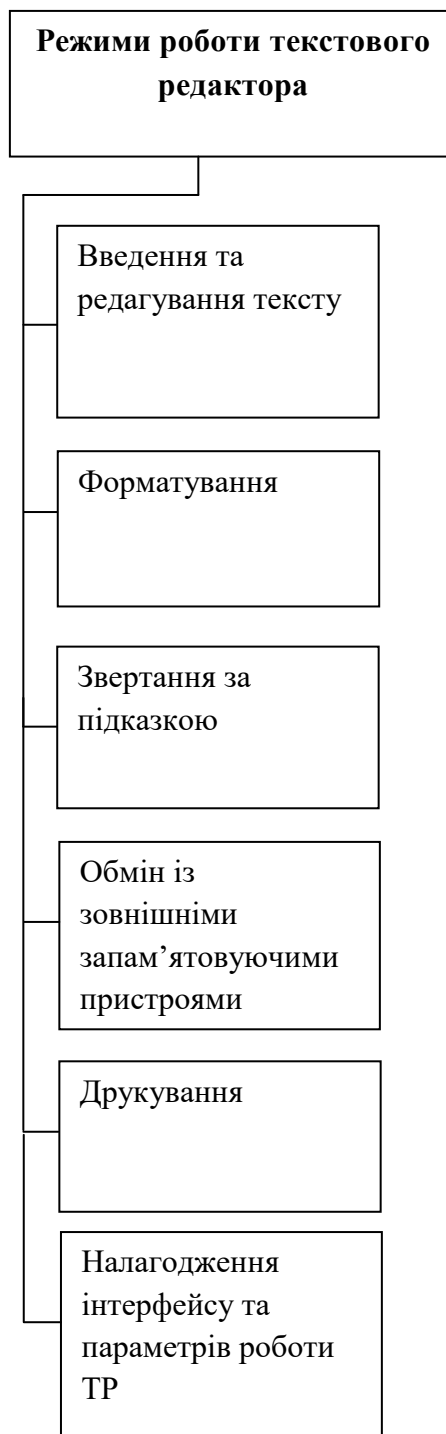 Режими роботи текстового
редактора
Введення та
редагування тексту
Форматування
Звертання за
підказкою
Обмін із
зовнішніми
запам’ятовуючими
пристроями
Друкування
Налагодження
інтерфейсу та
параметрів роботи
ТР